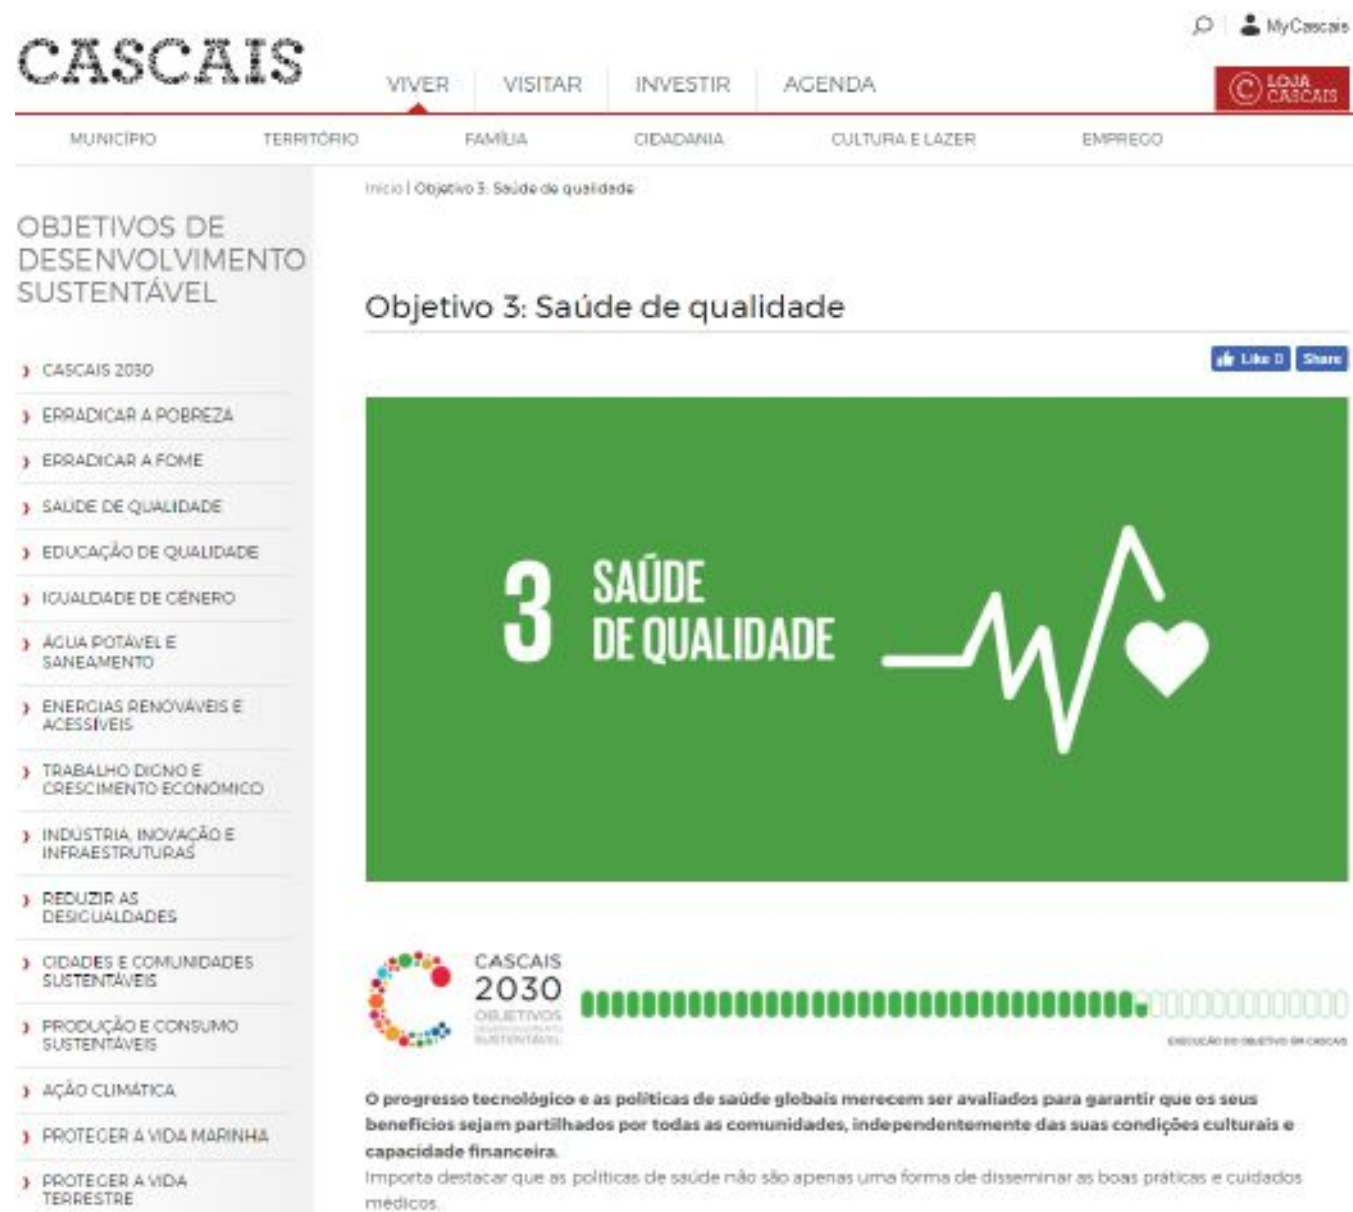 MyCascais
CASCAIS
VIVER
VISITAR
INVESTIR
AGENDA
C LOJA
CASCAIS
MUNICÍPIO
TERRITÓRIO
FAMÍLIA
CIDADANIA
CULTURA E LAZER
EMPREGO
Início | Objetivo 3: Saúde de qualidade
OBJETIVOS DE
DESENVOLVIMENTO
SUSTENTÁVEL
CASCAIS 2030
ERRADICAR A POBREZA
ERRADICAR A FOME
SAÚDE DE QUALIDADE
EDUCAÇÃO DE QUALIDADE
IGUALDADE DE GÉNERO
ÁGUA POTÁVEL E
SANEAMENTO
ENERGIAS RENOVÁVEIS E
ACESSÍVEIS
TRABALHO DIGNO E
CRESCIMENTO ECONÓMICO
INDÚSTRIA, INOVAÇÃO E
INFRAESTRUTURAS
REDUZIR AS
DESIGUALDADES
CIDADES E COMUNIDADES
SUSTENTÁVEIS
PRODUÇÃO E CONSUMO
SUSTENTÁVEIS
AÇÃO CLIMÁTICA
PROTEGER A VIDA MARINHA
PROTEGER A VIDA
TERRESTRE
Objetivo 3: Saúde de qualidade
Like 0
Share
3
SAÚDE
DE QUALIDADE
CASCAIS
2030
OBJETIVOS
DESENVOLVIMENTO
SUSTENTÁVEL
EXECUÇÃO DO OBJETIVO EM CASCAIS
O progresso tecnológico e as políticas de saúde globais merecem ser avaliados para garantir que os seus
benefícios sejam partilhados por todas as comunidades, independentemente das suas condições culturais e
capacidade financeira.
Importa destacar que as políticas de saúde não são apenas uma forma de disseminar as boas práticas e cuidados
médicos.